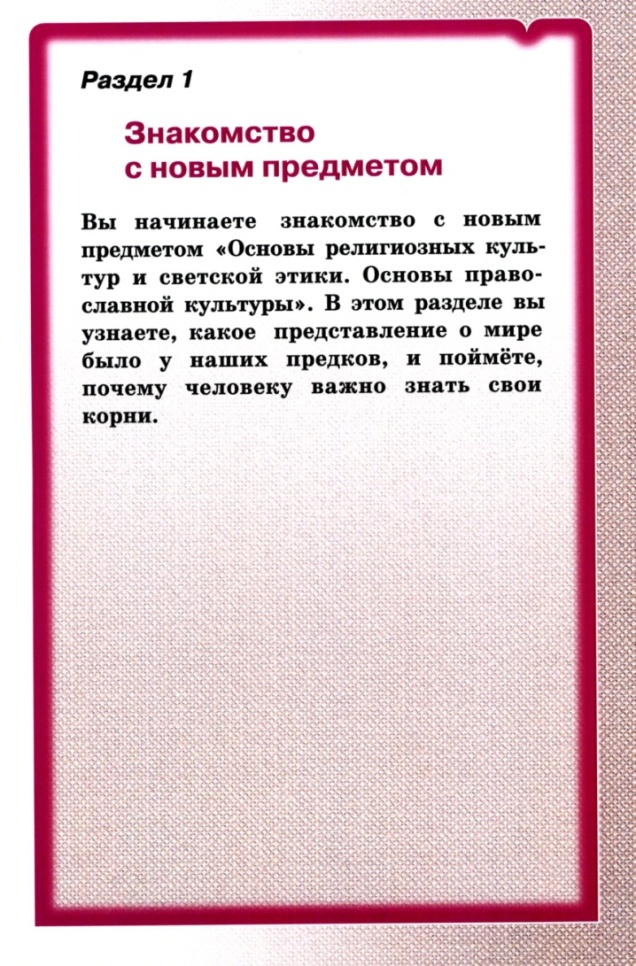 Раздел 1
Знакомство
с новым предметом
Вы начинаете знакомство с новым
предметом «Основы религиозных куль-
тур и светской этики. Основы право-
славной культуры». В этом разделе вы
узнаете, какое представление о мире
было у наших предков, и поймёте,
почему человеку важно знать свои
корни.